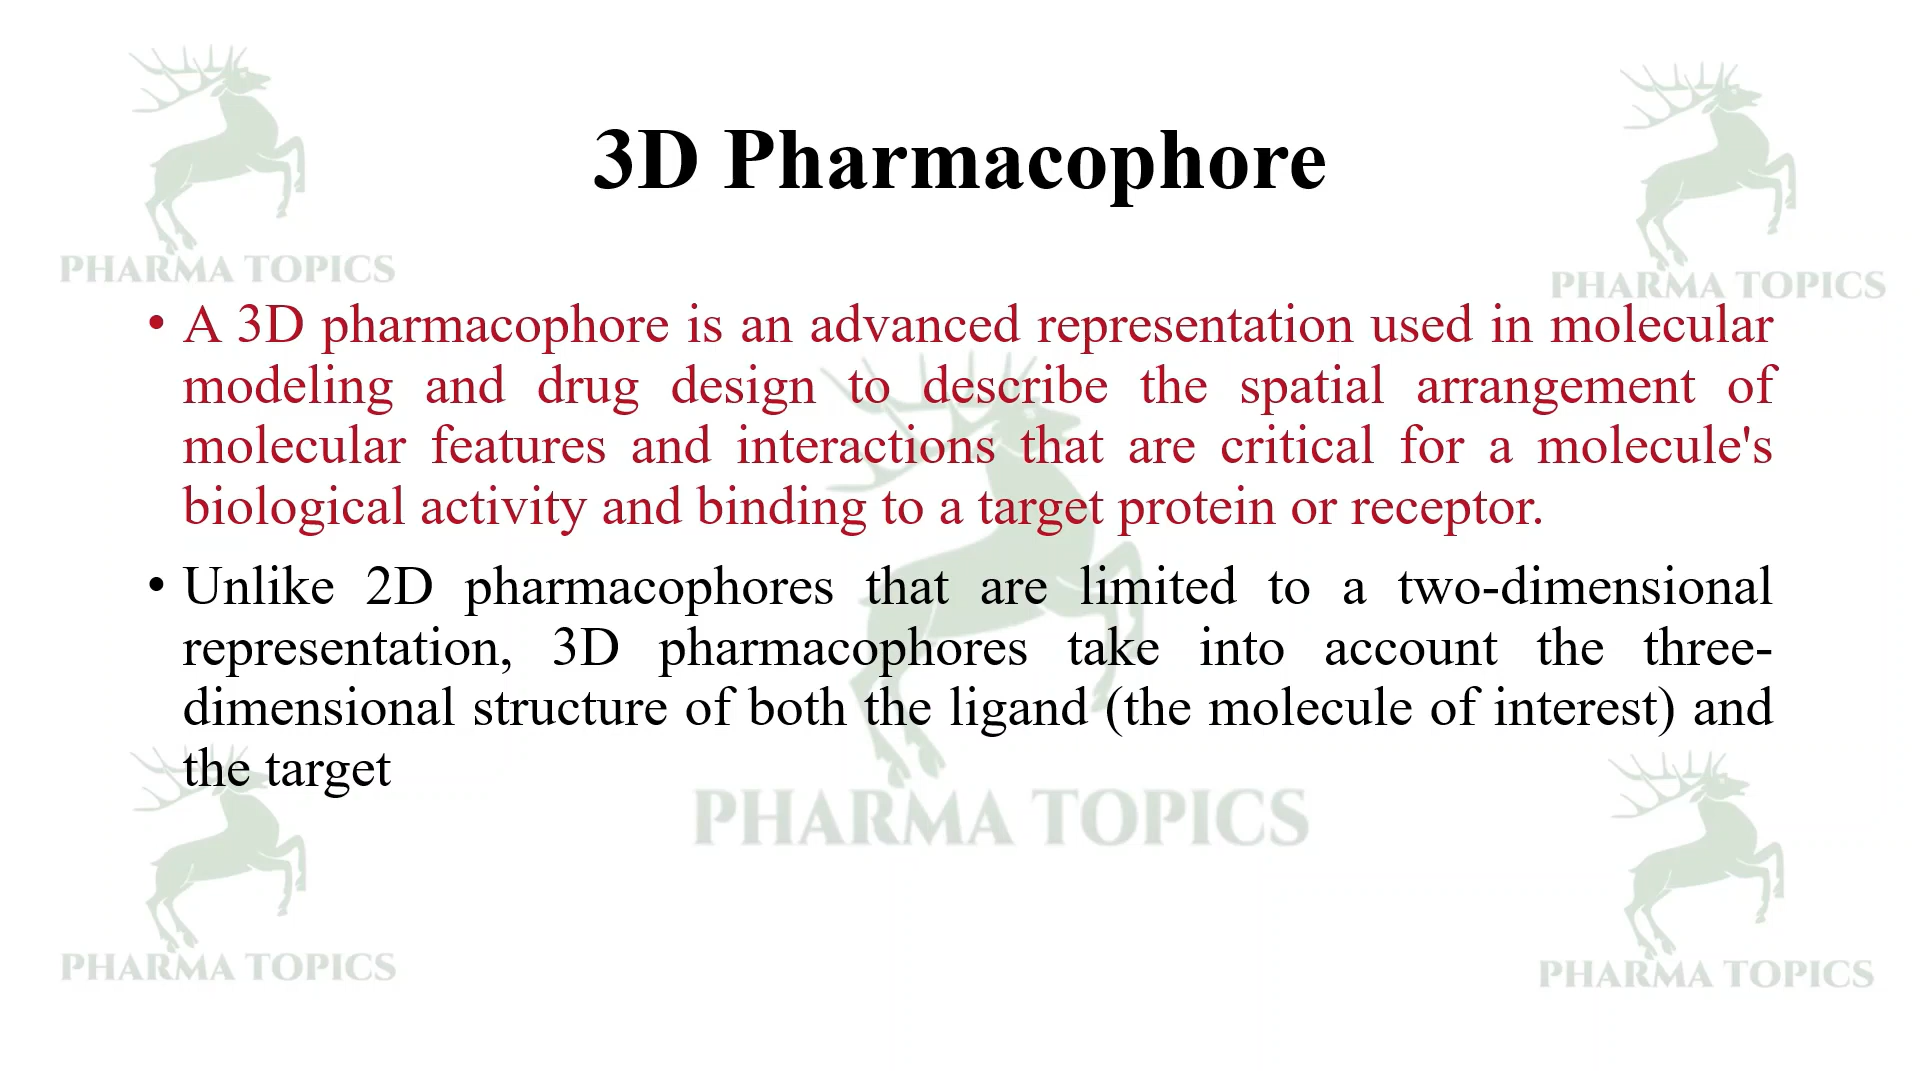 PHARMA TOPICS
PHARMA TOPICS
3D Pharmacophore
• A 3D pharmacophore is an advanced representation used in molecular
modeling and drug design to describe the spatial arrangement of
molecular features and interactions that are critical for a molecule's
biological activity and binding to a target protein or receptor.
• Unlike 2D pharmacophores that are limited to a two-dimensional
representation, 3D pharmacophores take into account the three-
dimensional structure of both the ligand (the molecule of interest) and
the target
PHARMA TOPICS
PHARMA TOPICS
PHARMA TOPICS